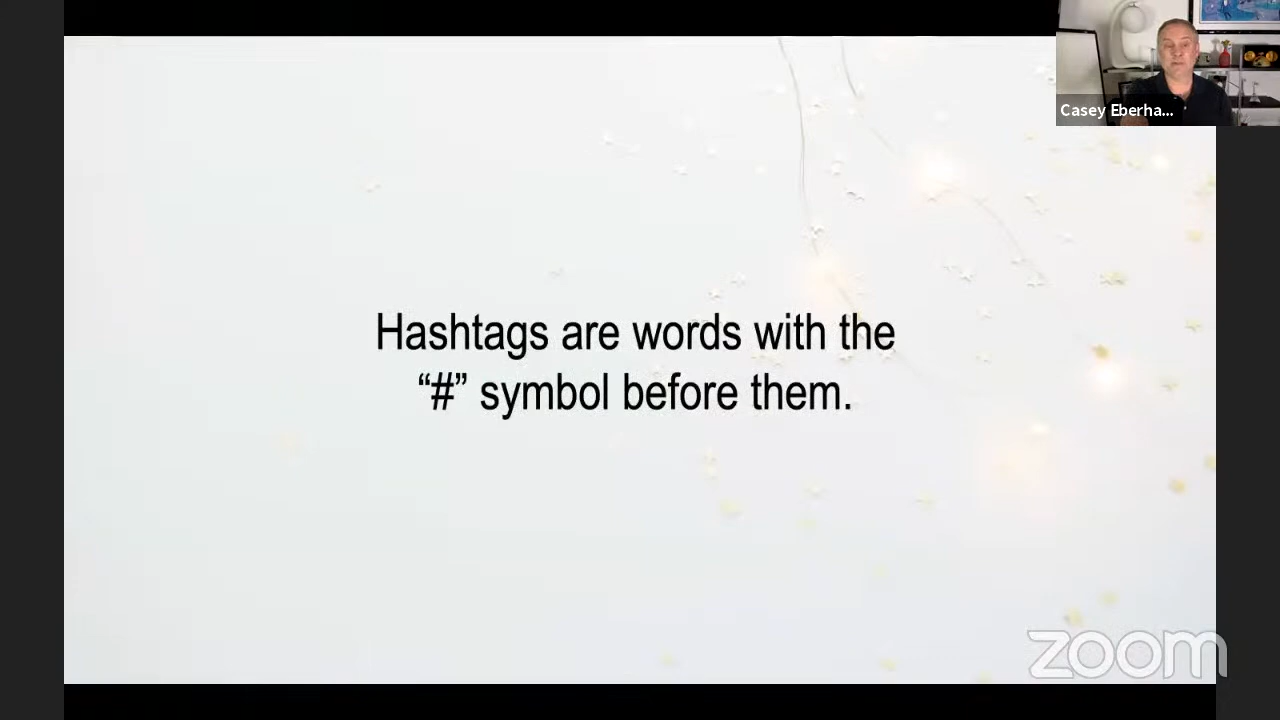 Casey Eberha...
Hashtags are words with the
“#” symbol before them.
zoom